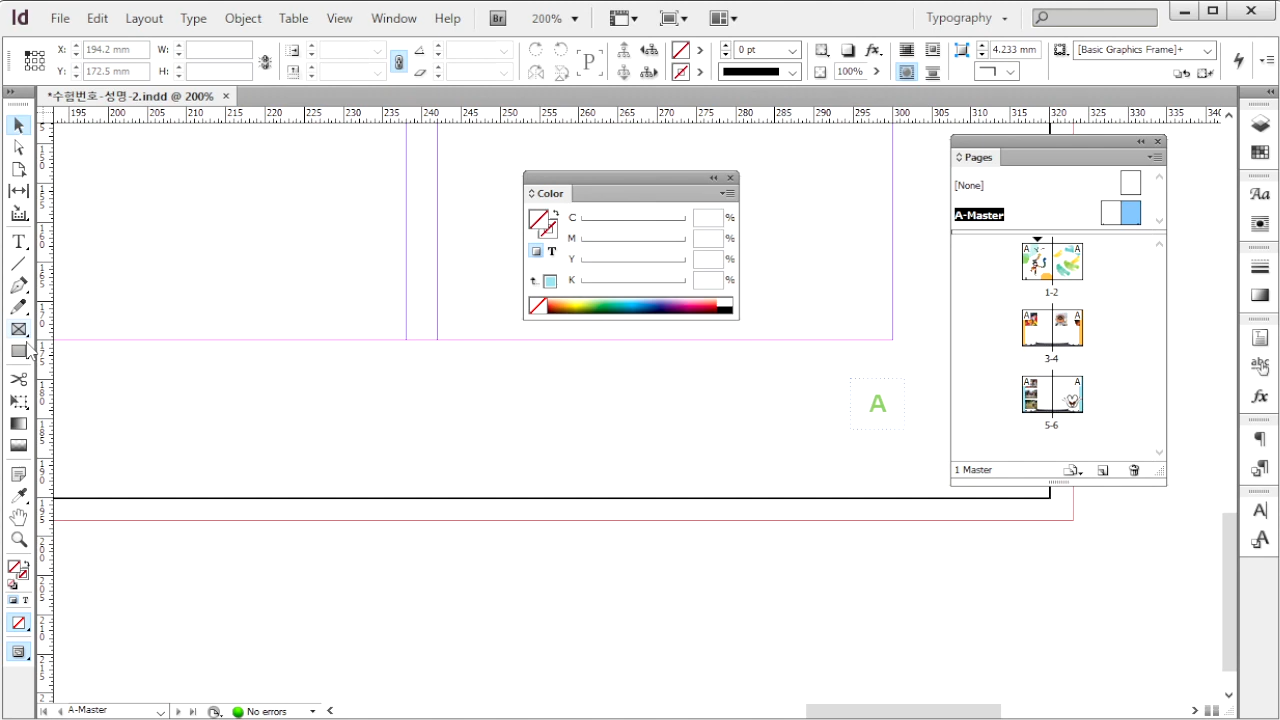 Id File Edit Layout Type Object Table View Window Help Br 200% Typography
X: 194.2 mm W: 0 pt 4.233 mm [Basic Graphics Frame]+
Y: 172.5 mm H: P 100% fx
*수험번호-성명-2.indd @ 200% ×
195 200 205 210 215 220 225 230 235 240 245 250 255 260 265 270 275 280 285 290 295 300 305 310 315 320 325 330 335 340
Color
C %
M %
Y %
K %
T
Pages
[None]
A-Master
A A
1-2
A A
3-4
A A
5-6
1 Master
A
A-Master No errors